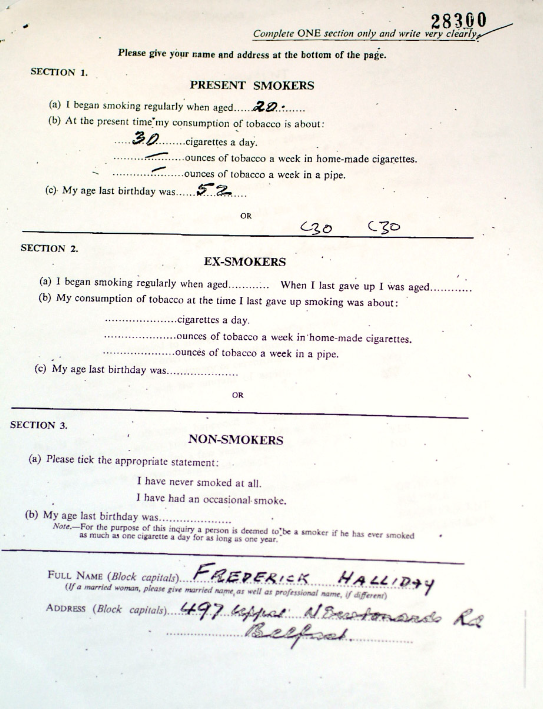 28300
Complete ONE section only and write very clearly.
Please give your name and address at the bottom of the page.
SECTION 1.
PRESENT SMOKERS
(a) I began smoking regularly when aged.....20.....
(b) At the present time my consumption of tobacco is about:
.....30........cigarettes a day.
.......—........ounces of tobacco a week in home-made cigarettes.
.......—........ounces of tobacco a week in a pipe.
(c) My age last birthday was.....52.....
OR
C30 C30
SECTION 2.
EX-SMOKERS
(a) I began smoking regularly when aged............ When I last gave up I was aged............
(b) My consumption of tobacco at the time I last gave up smoking was about:
.....................cigarettes a day.
.....................ounces of tobacco a week in home-made cigarettes.
.....................ounces of tobacco a week in a pipe.
(c) My age last birthday was.....................
OR
SECTION 3.
NON-SMOKERS
(a) Please tick the appropriate statement:
I have never smoked at all.
I have had an occasional smoke.
(b) My age last birthday was.....................
Note.—For the purpose of this inquiry a person is deemed to be a smoker if he has ever smoked
as much as one cigarette a day for as long as one year.
FULL NAME (Block capitals)....FREDERICK HALLIDAY
(If a married woman, please give married name, as well as professional name, if different)
ADDRESS (Block capitals)..497 Upper Newtownards Rd
Belfast